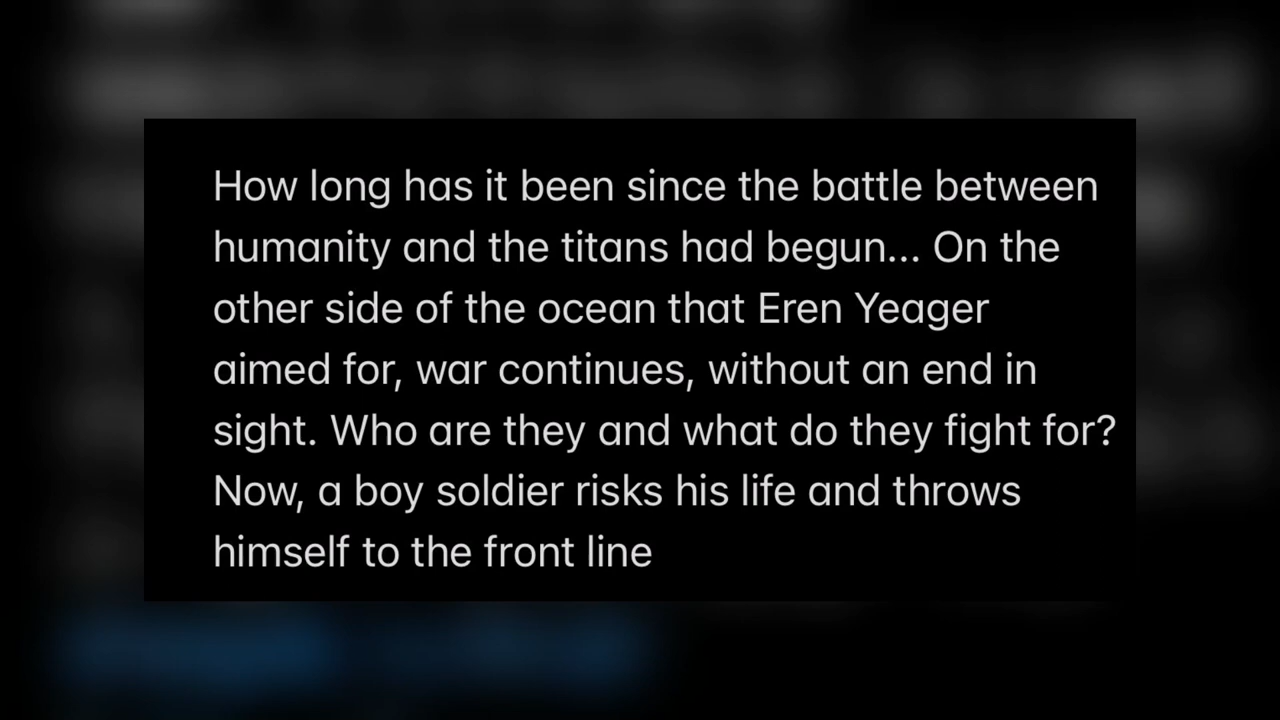 How long has it been since the battle between
humanity and the titans had begun... On the
other side of the ocean that Eren Yeager
aimed for, war continues, without an end in
sight. Who are they and what do they fight for?
Now, a boy soldier risks his life and throws
himself to the front line